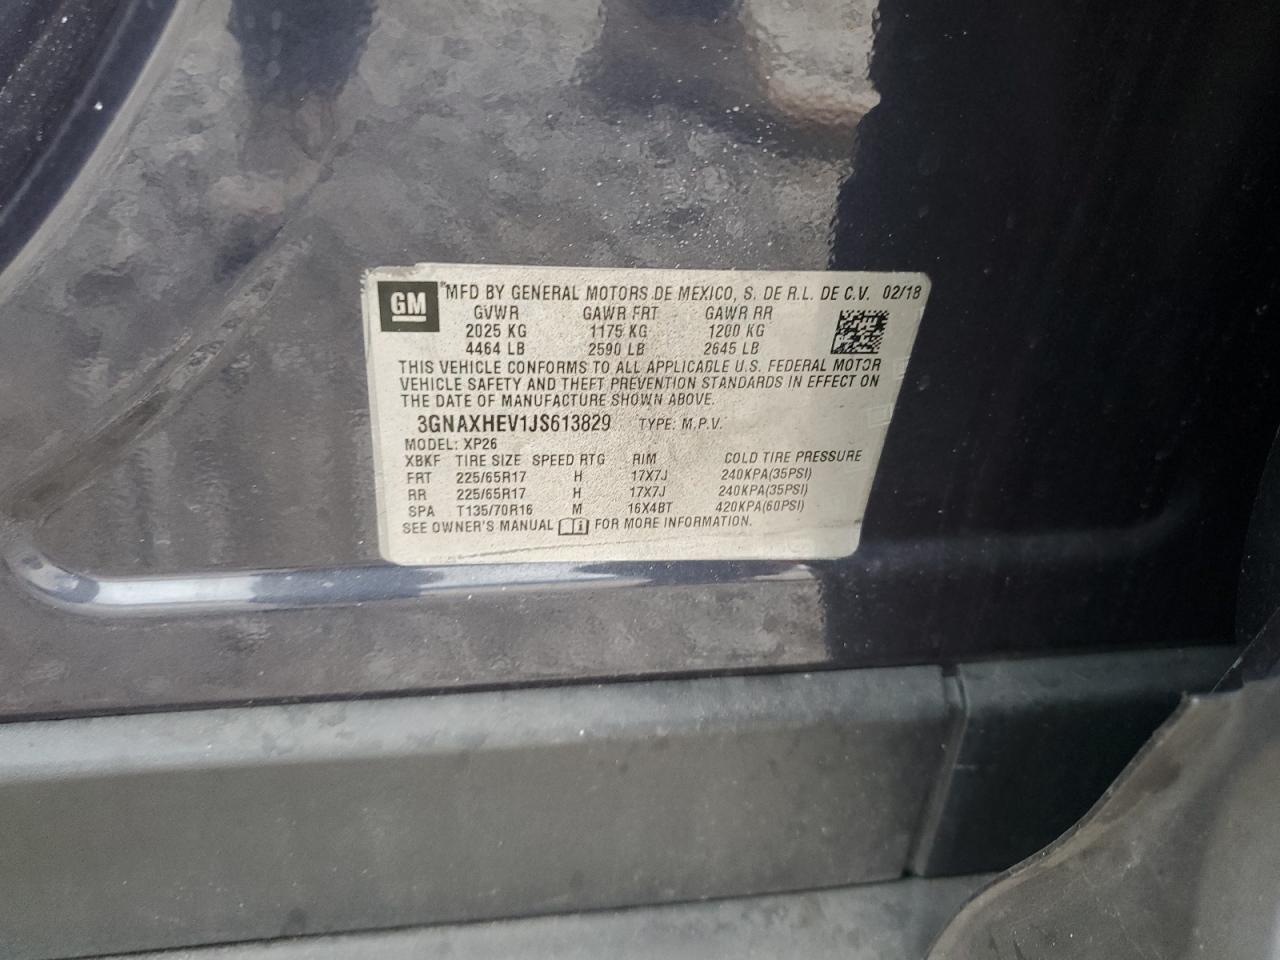 GM
MFD BY GENERAL MOTORS DE MEXICO, S. DE R.L. DE C.V. 02/18
GVWR GAWR FRT GAWR RR
2025 KG 1175 KG 1200 KG
4464 LB 2590 LB 2645 LB
THIS VEHICLE CONFORMS TO ALL APPLICABLE U.S. FEDERAL MOTOR
VEHICLE SAFETY AND THEFT PREVENTION STANDARDS IN EFFECT ON
THE DATE OF MANUFACTURE SHOWN ABOVE.
3GNAXHEV1JS613829 TYPE: M.P.V.
MODEL: XP26
XBKF TIRE SIZE SPEED RTG RIM COLD TIRE PRESSURE
FRT 225/65R17 H 17X7J 240KPA(35PSI)
RR 225/65R17 H 17X7J 240KPA(35PSI)
SPA T135/70R16 M 16X4BT 420KPA(60PSI)
SEE OWNER'S MANUAL FOR MORE INFORMATION.